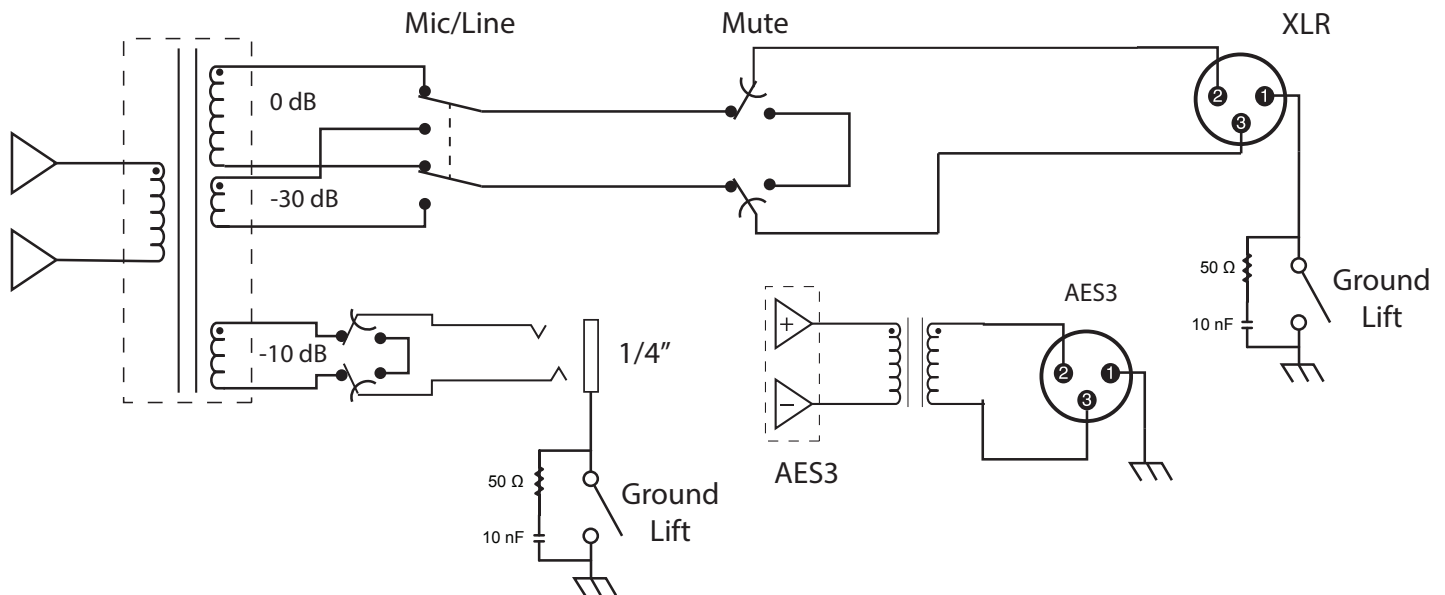 Mic/Line
Mute
XLR
0 dB
-30 dB
2
1
3
50 Ω
10 nF
Ground
Lift
-10 dB
1/4”
50 Ω
10 nF
Ground
Lift
+
−
AES3
AES3
2
1
3